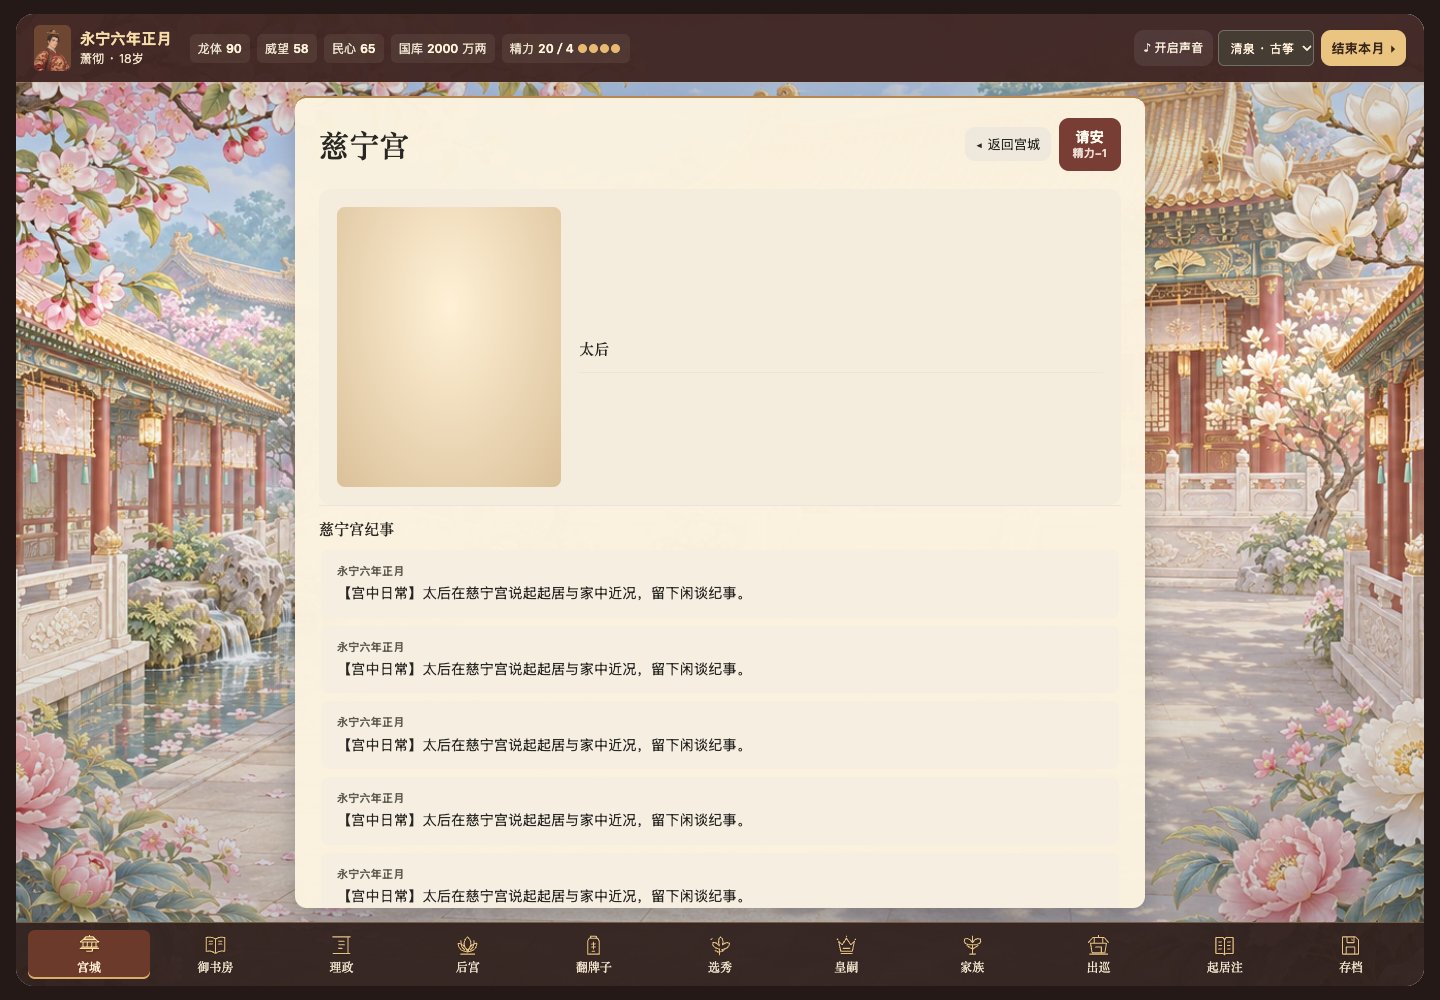 永宁六年正月
萧彻 · 18岁
龙体 90
威望 58
民心 65
国库 2000 万两
精力 20 / 4
♪ 开启声音
清泉 · 古筝
结束本月
慈宁宫
返回宫城
请安
精力−1
太后
慈宁宫纪事
永宁六年正月
【宫中日常】太后在慈宁宫说起起居与家中近况，留下闲谈纪事。
永宁六年正月
【宫中日常】太后在慈宁宫说起起居与家中近况，留下闲谈纪事。
永宁六年正月
【宫中日常】太后在慈宁宫说起起居与家中近况，留下闲谈纪事。
永宁六年正月
【宫中日常】太后在慈宁宫说起起居与家中近况，留下闲谈纪事。
永宁六年正月
【宫中日常】太后在慈宁宫说起起居与家中近况，留下闲谈纪事。
宫城
御书房
理政
后宫
翻牌子
选秀
皇嗣
家族
出巡
起居注
存档